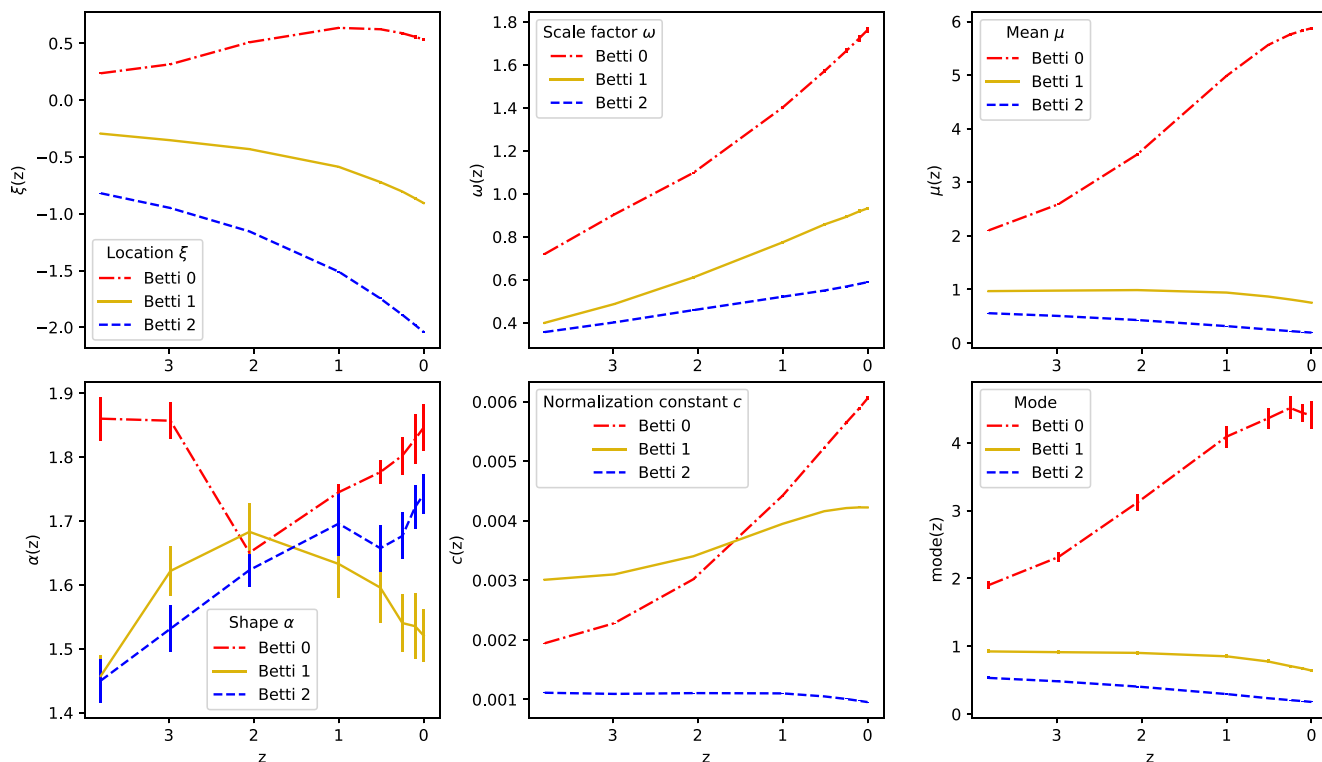 0.5
0.0
−0.5
−1.0
−1.5
−2.0
ξ(z)
Location ξ
Betti 0
Betti 1
Betti 2
3
2
1
0
1.8
1.6
1.4
1.2
1.0
0.8
0.6
0.4
ω(z)
Scale factor ω
Betti 0
Betti 1
Betti 2
3
2
1
0
6
5
4
3
2
1
0
μ(z)
Mean μ
Betti 0
Betti 1
Betti 2
3
2
1
0
1.9
1.8
1.7
1.6
1.5
1.4
α(z)
Shape α
Betti 0
Betti 1
Betti 2
3
2
1
0
z
0.006
0.005
0.004
0.003
0.002
0.001
c(z)
Normalization constant c
Betti 0
Betti 1
Betti 2
3
2
1
0
z
4
3
2
1
0
mode(z)
Mode
Betti 0
Betti 1
Betti 2
3
2
1
0
z